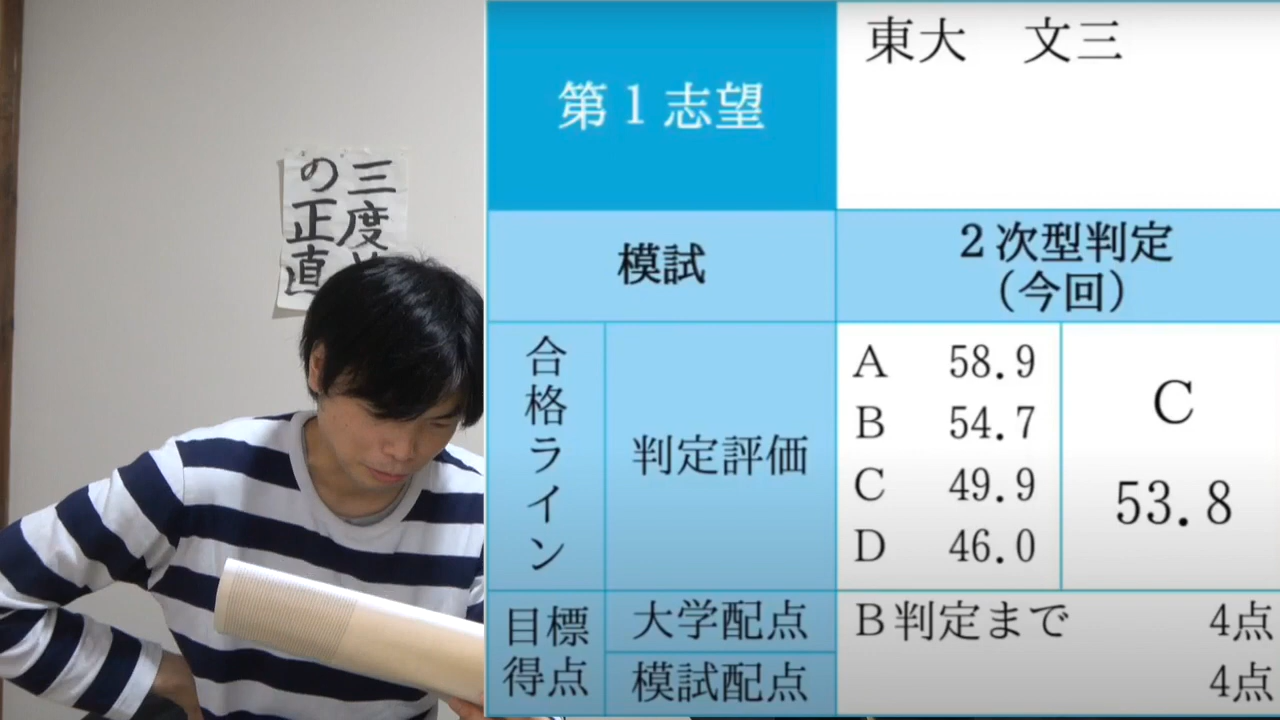 三度
の正直
第1志望
東大 文三
模試
2次型判定
(今回)
合格ライン
判定評価
A 58.9
B 54.7
C 49.9
D 46.0
C
53.8
目標
得点
大学配点
B判定まで 4点
模試配点
4点